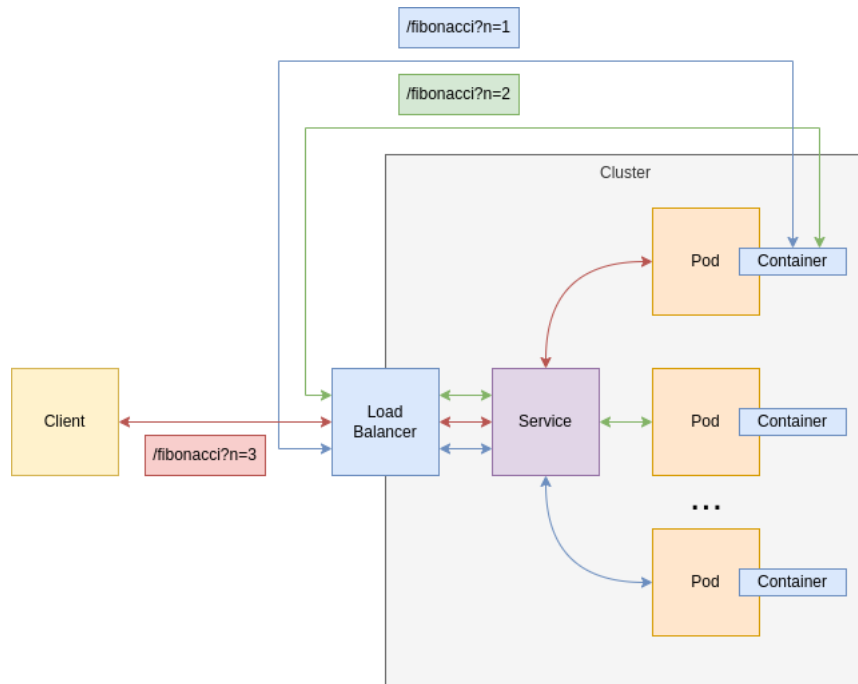 /fibonacci?n=1
/fibonacci?n=2
Cluster
Pod
Container
Client
Load
Balancer
Service
Pod
Container
/fibonacci?n=3
...
Pod
Container